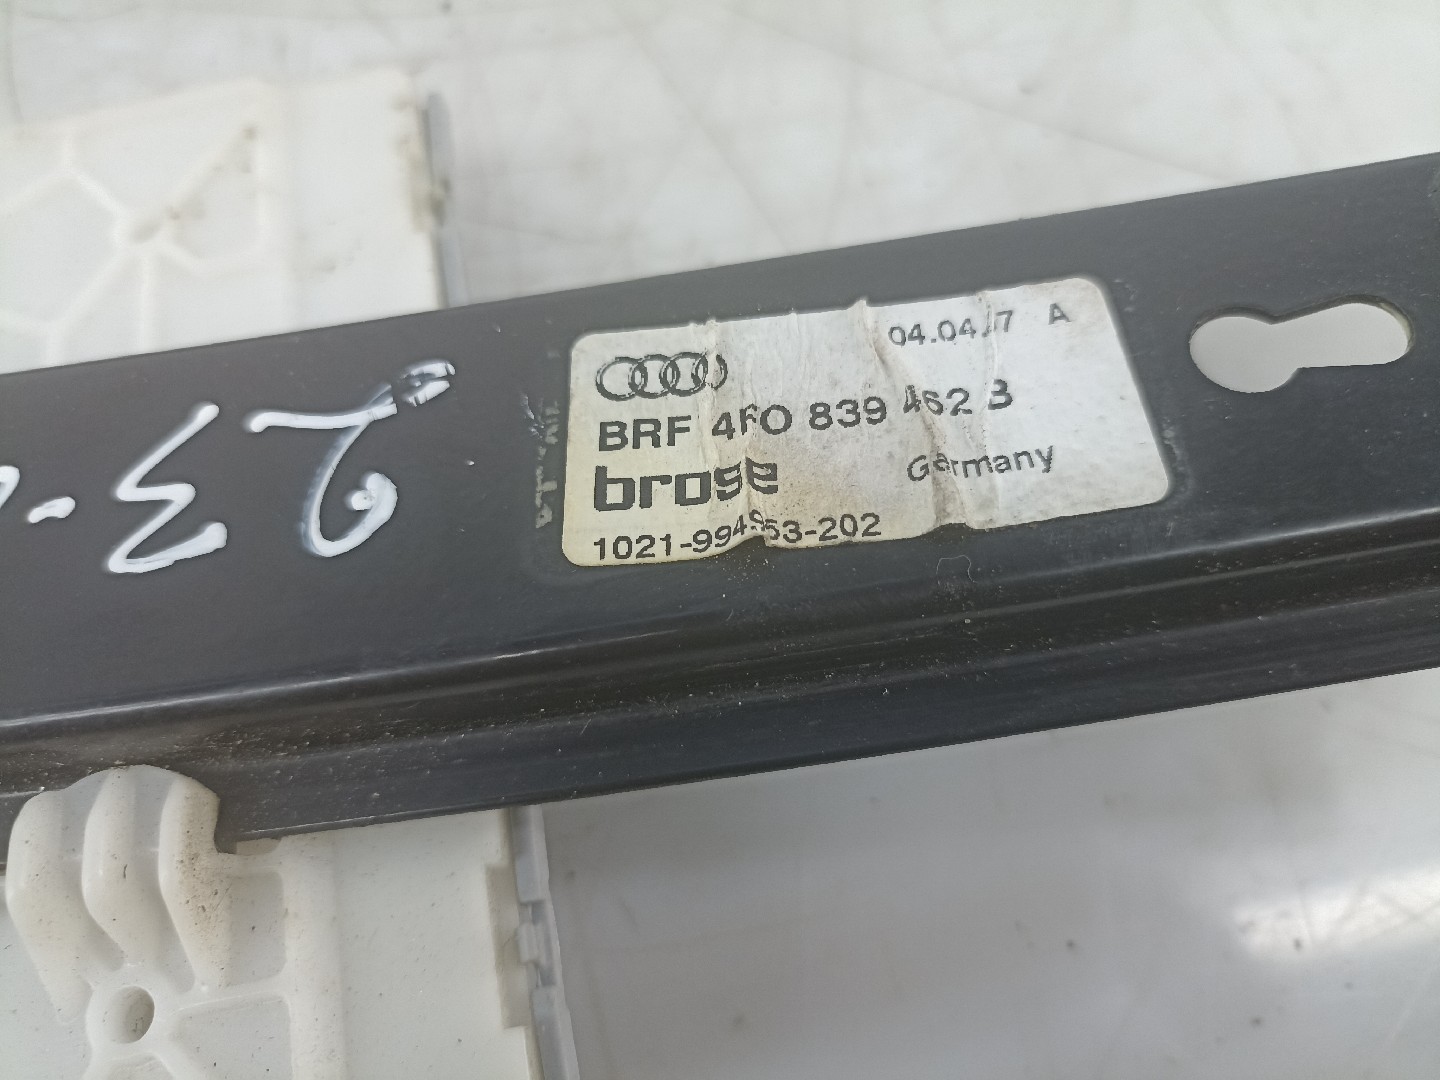 04.04.07 A
BRF 4F0 839 462 B
brose
Germany
1021-994953-202